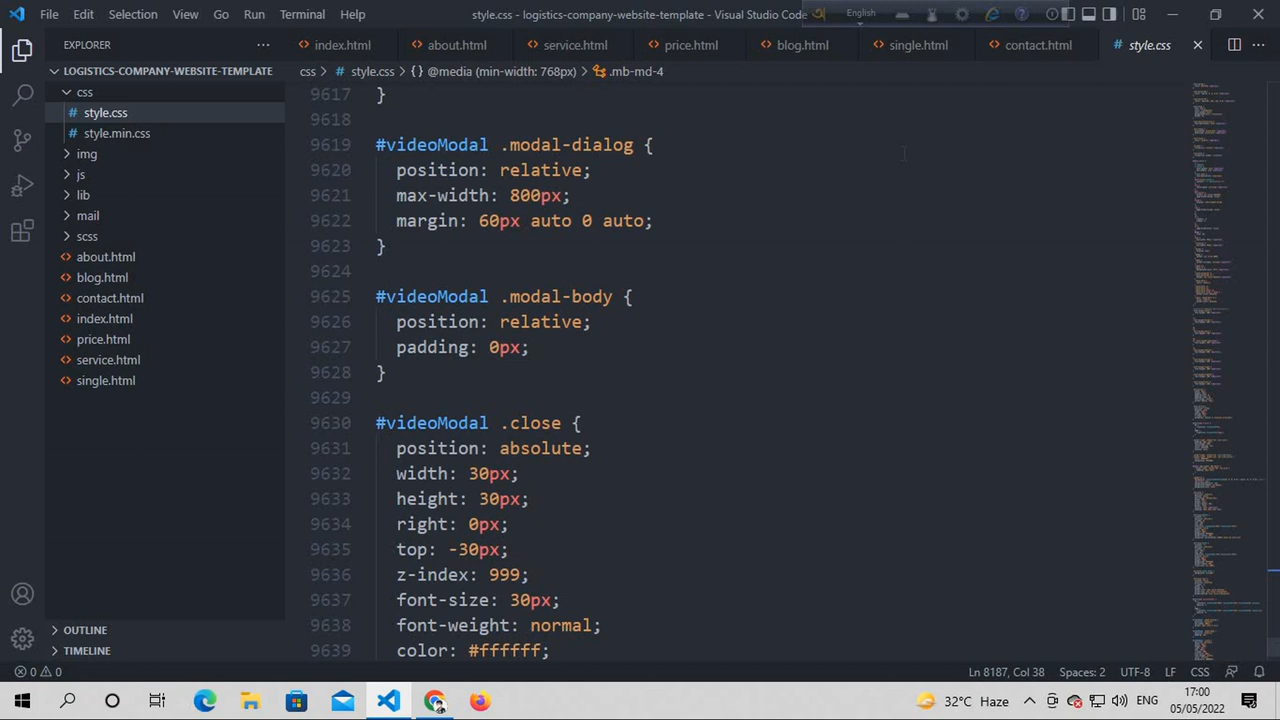 File Edit Selection View Go Run Terminal Help
style.css - logistics-company-website-template - Visual Studio Code
English
EXPLORER
index.html about.html service.html price.html blog.html single.html contact.html style.css
LOGISTICS-COMPANY-WEBSITE-TEMPLATE
css > # style.css > {} @media (min-width: 768px) > .mb-md-4
css
# style.css
# style.min.css
img
js
lib
mail
scss
about.html
blog.html
contact.html
index.html
price.html
service.html
single.html
OUTLINE
TIMELINE
9617 }
9618
9619 #videoModal .modal-dialog {
9620 position: relative;
9621 max-width: 800px;
9622 margin: 60px auto 0 auto;
9623 }
9624
9625 #videoModal .modal-body {
9626 position: relative;
9627 padding: 0px;
9628 }
9629
9630 #videoModal .close {
9631 position: absolute;
9632 width: 30px;
9633 height: 30px;
9634 right: 0px;
9635 top: -30px;
9636 z-index: 999;
9637 font-size: 30px;
9638 font-weight: normal;
9639 color: #ffffff;
0 0 Ln 8187, Col 38 Spaces: 2 UTF-8 LF CSS
32°C Haze ENG 17:00
05/05/2022